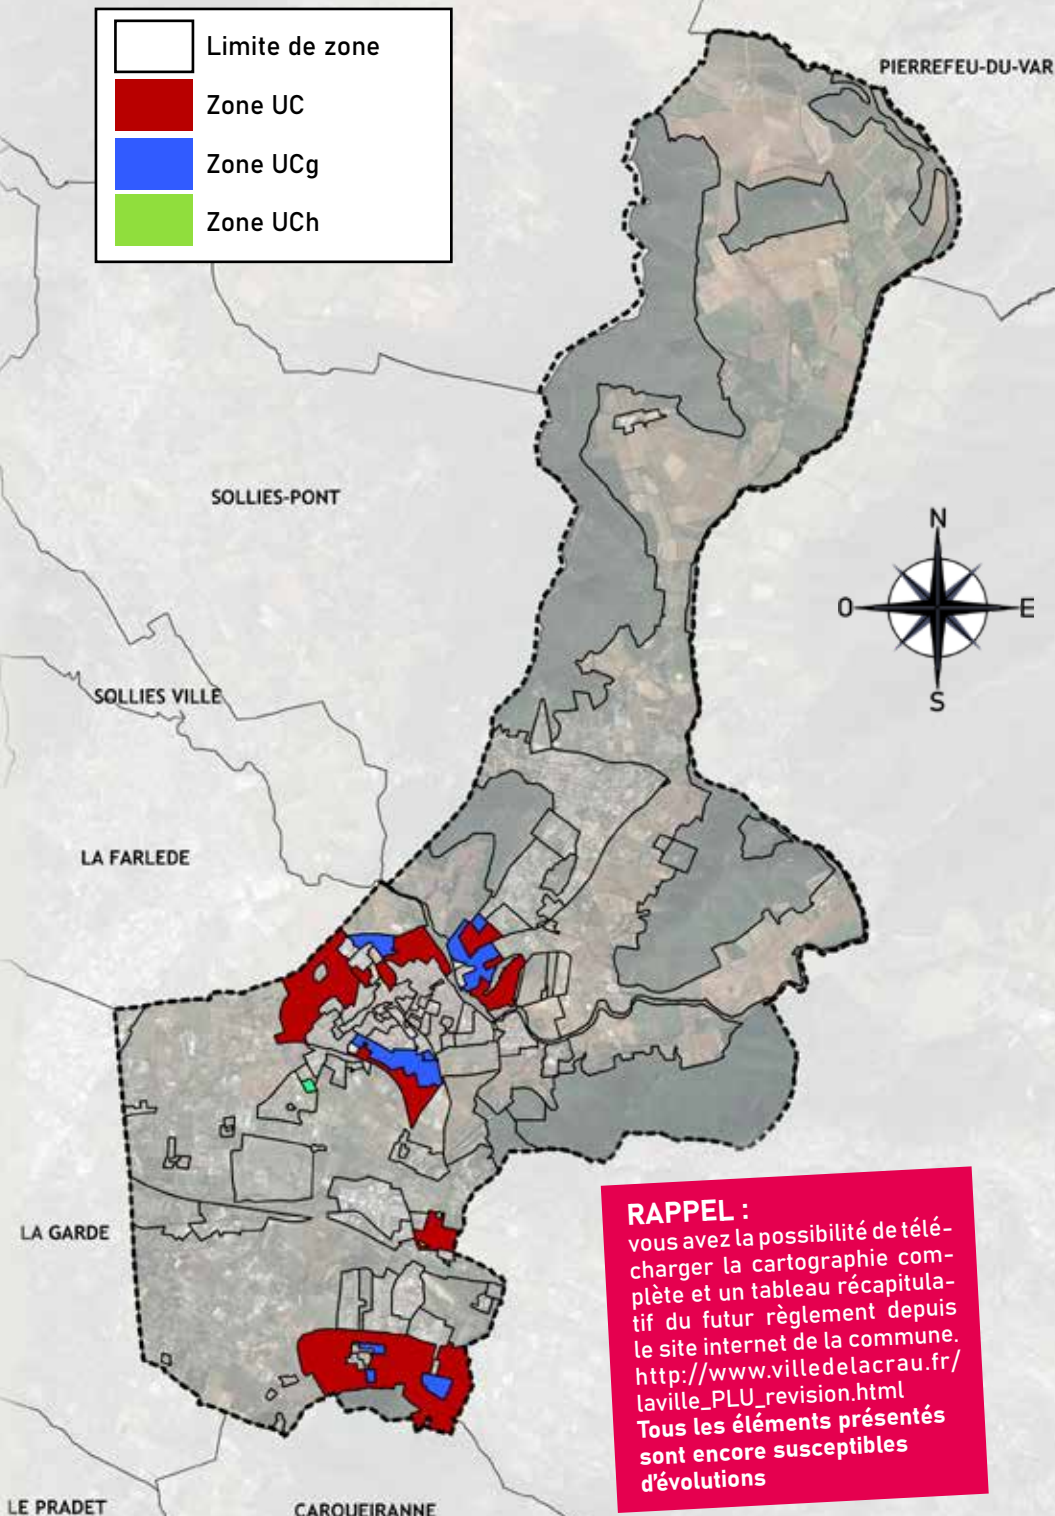 Limite de zone
Zone UC
Zone UCg
Zone UCh
PIERREFEU-DU-VAR
SOLLIES-PONT
N
O
E
S
SOLLIES VILLE
LA FARLEDE
LA GARDE
RAPPEL :
vous avez la possibilité de télé-
charger la cartographie com-
plète et un tableau récapitula-
tif du futur règlement depuis
le site internet de la commune.
http://www.villedelacrau.fr/
laville_PLU_revision.html
Tous les éléments présentés
sont encore susceptibles
d'évolutions
LE PRADET
CARQUEIRANNE